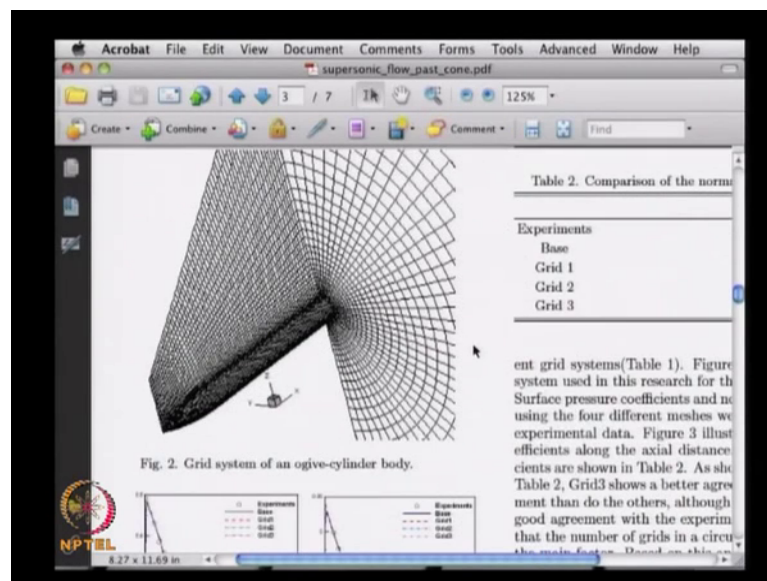 Acrobat File Edit View Document Comments Forms Tools Advanced Window Help
supersonic_flow_past_cone.pdf
3 / 7 125%
Create Combine Comment Find
Table 2. Comparison of the norma
Experiments
Base
Grid 1
Grid 2
Grid 3
Z
Y X
Fig. 2. Grid system of an ogive-cylinder body.
ent grid systems(Table 1). Figure
system used in this research for th
Surface pressure coefficients and no
using the four different meshes we
experimental data. Figure 3 illust
efficients along the axial distance
cients are shown in Table 2. As sho
Table 2, Grid3 shows a better agree
ment than do the others, although
good agreement with the experim
that the number of grids in a circu
Experiments
Base
Grid1
Grid2
Grid3
Experiments
Base
Grid1
Grid2
Grid3
NPTEL
8.27 x 11.69 in